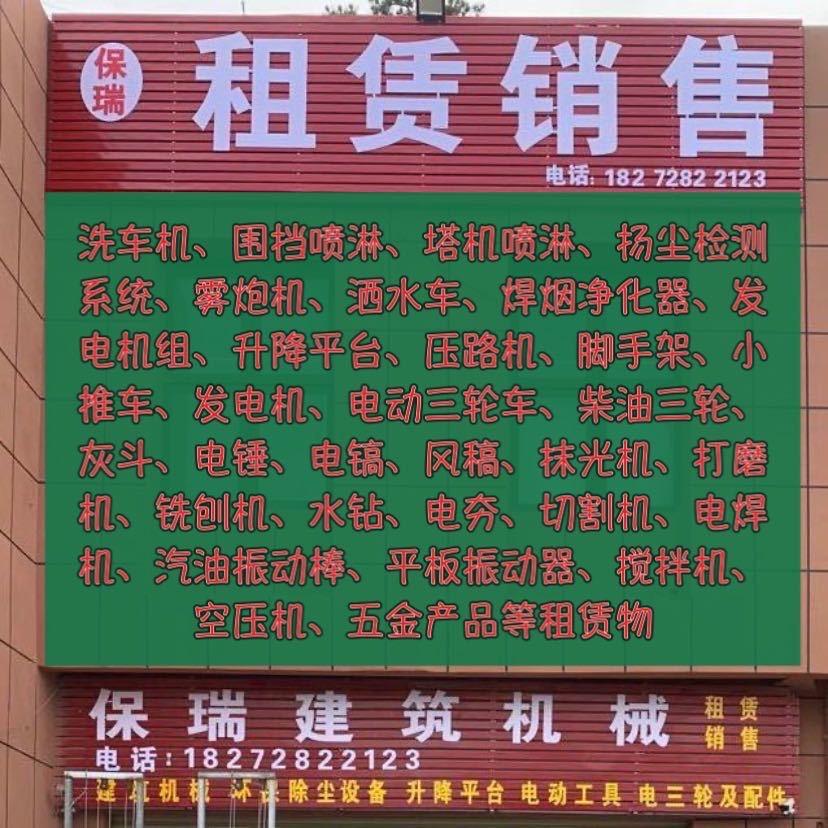 保瑞
租赁销售
电话: 182 7282 2123
洗车机、围挡喷淋、塔机喷淋、扬尘检测
系统、雾炮机、洒水车、焊烟净化器、发
电机组、升降平台、压路机、脚手架、小
推车、发电机、电动三轮车、柴油三轮、
灰斗、电锤、电镐、风稿、抹光机、打磨
机、铣刨机、水钻、电夯、切割机、电焊
机、汽油振动棒、平板振动器、搅拌机、
空压机、五金产品等租赁物
保瑞建筑机械
租赁
销售
电话:18272822123
建筑机械 环保除尘设备 升降平台 电动工具 电三轮及配件